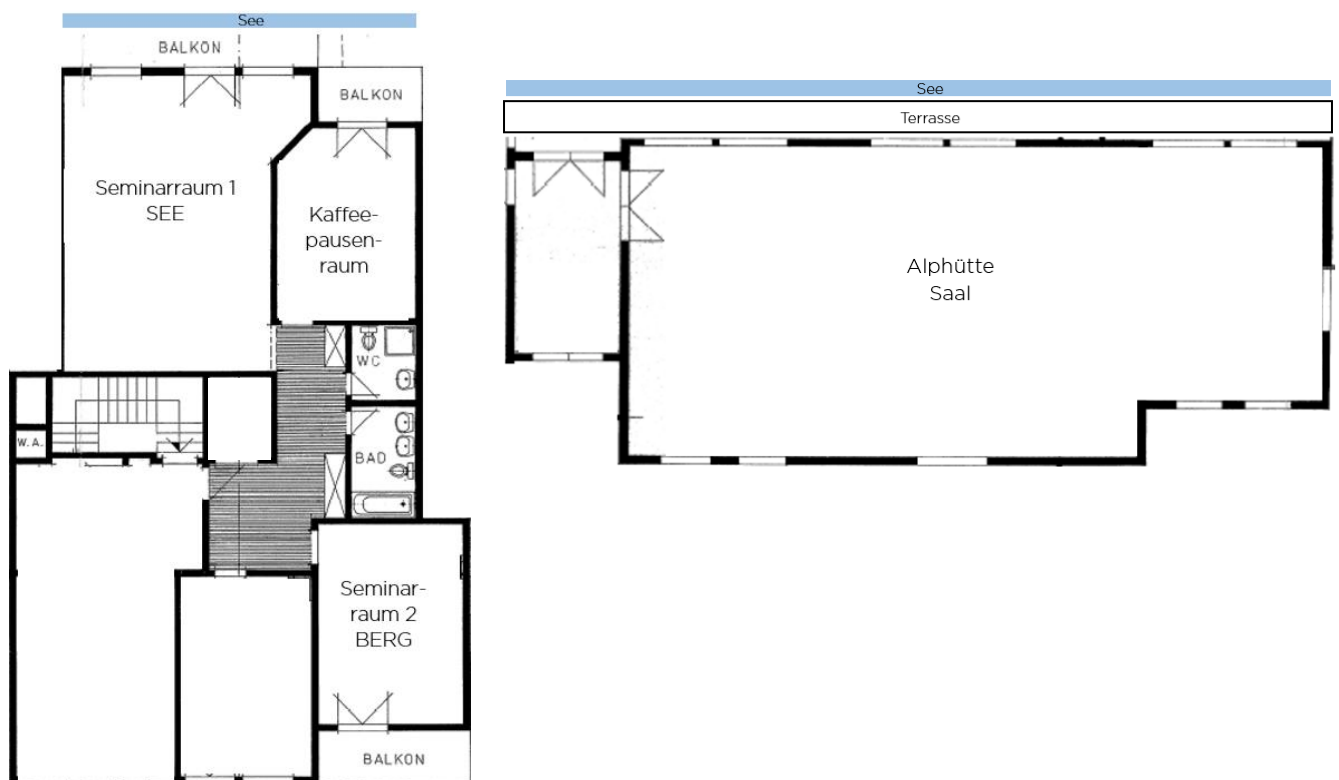 See
BALKON
BALKON
Seminarraum 1
SEE
Kaffee-
pausen-
raum
WC
W.A.
BAD
Seminar-
raum 2
BERG
BALKON
See
Terrasse
Alphütte
Saal